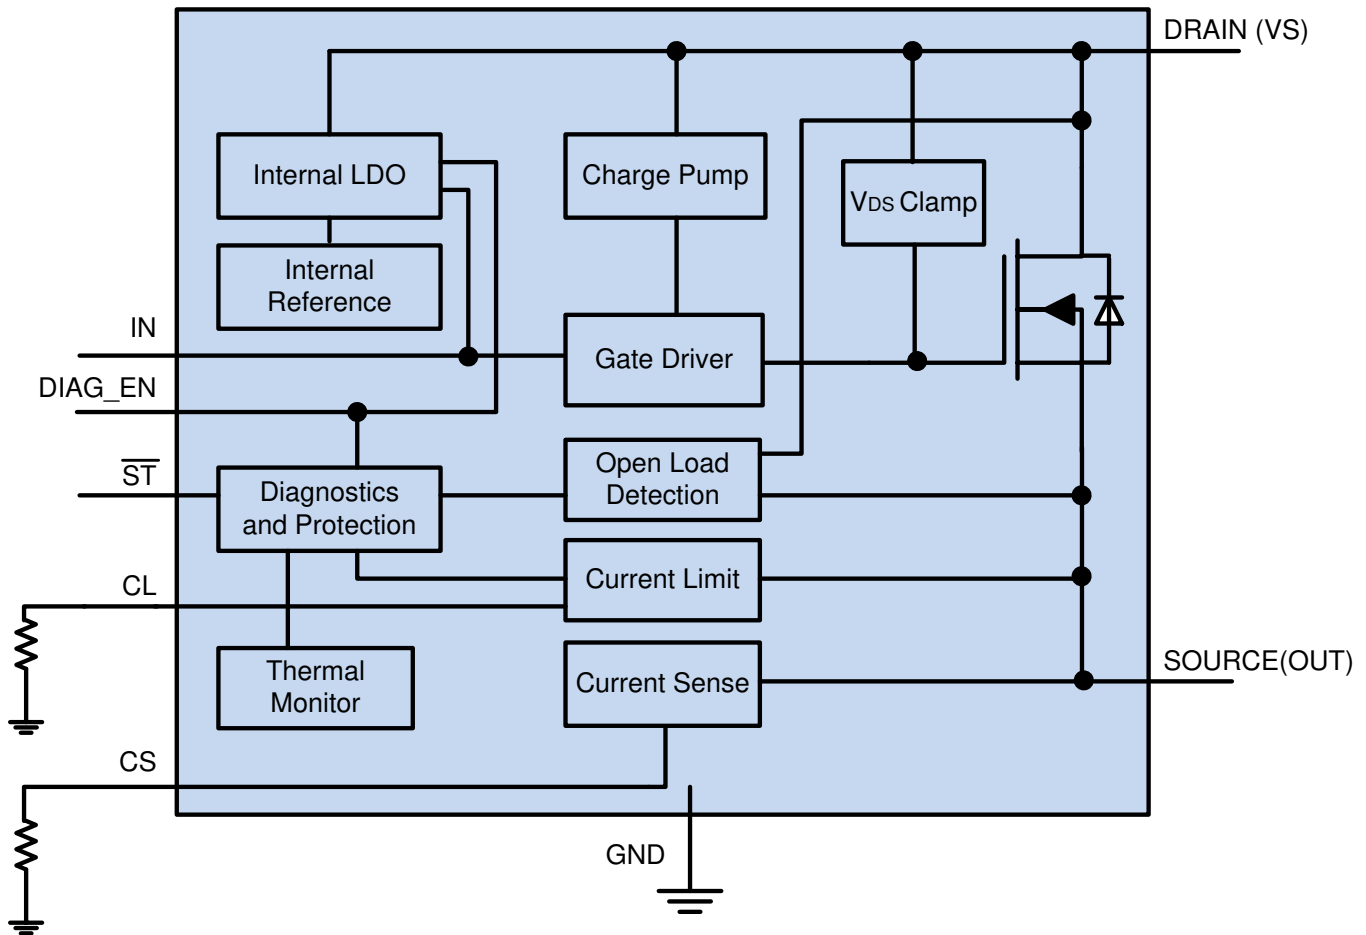 DRAIN (VS)
Internal LDO
Charge Pump
VDS Clamp
Internal
Reference
IN
Gate Driver
DIAG_EN
Open Load
Detection
ST
Diagnostics
and Protection
CL
Current Limit
Thermal
Monitor
Current Sense
SOURCE(OUT)
CS
GND